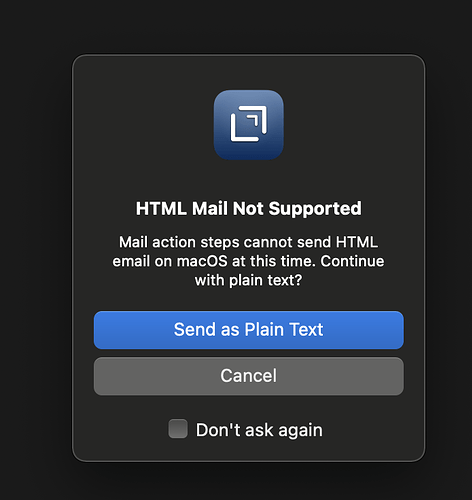 HTML Mail Not Supported
Mail action steps cannot send HTML
email on macOS at this time. Continue
with plain text?
Send as Plain Text
Cancel
Don't ask again